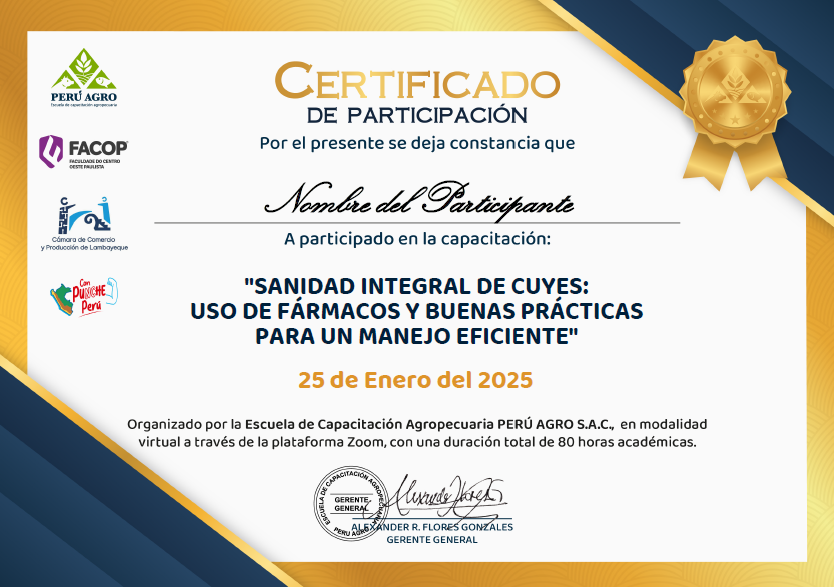 PERÚ AGRO
Escuela de capacitación agropecuaria
FACOP
FACULDADE DO CENTRO
OESTE PAULISTA
Cámara de Comercio
y Producción de Lambayeque
Con
PUNCHE
Perú
CERTIFICADO
DE PARTICIPACIÓN
Por el presente se deja constancia que
Nombre del Participante
A participado en la capacitación:
"SANIDAD INTEGRAL DE CUYES:
USO DE FÁRMACOS Y BUENAS PRÁCTICAS
PARA UN MANEJO EFICIENTE"
25 de Enero del 2025
Organizado por la Escuela de Capacitación Agropecuaria PERÚ AGRO S.A.C., en modalidad
virtual a través de la plataforma Zoom, con una duración total de 80 horas académicas.
ESCUELA DE CAPACITACIÓN AGROPECUARIA
GERENTE
GENERAL
PERU AGRO
ALEXANDER R. FLORES GONZALES
GERENTE GENERAL